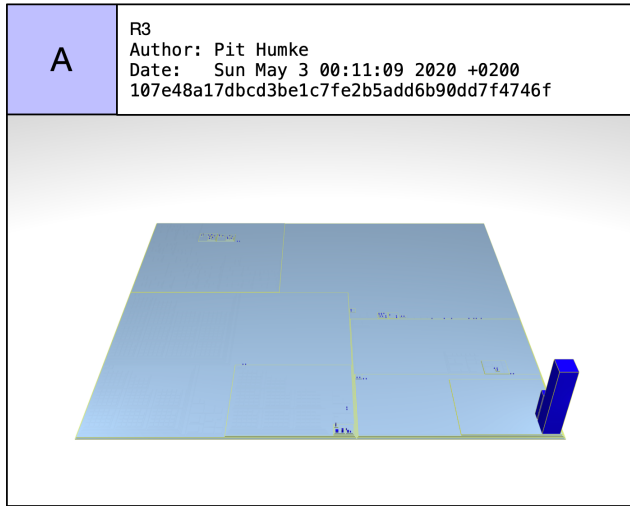 A
R3
Author: Pit Humke
Date:   Sun May 3 00:11:09 2020 +0200
107e48a17dbcd3be1c7fe2b5add6b90dd7f4746f